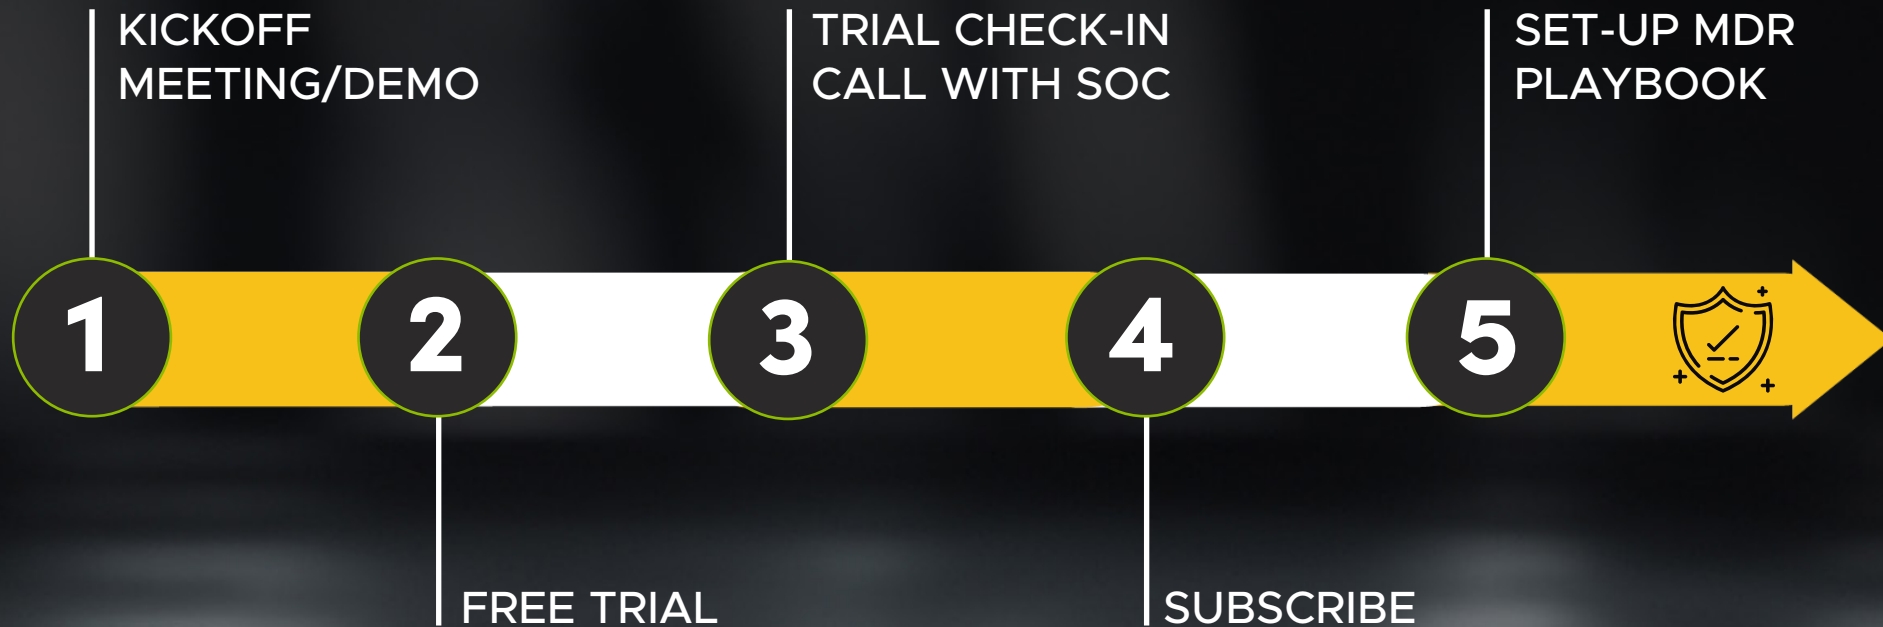 KICKOFF
MEETING/DEMO
TRIAL CHECK-IN
CALL WITH SOC
SET-UP MDR
PLAYBOOK
1
2
3
4
5
FREE TRIAL
SUBSCRIBE